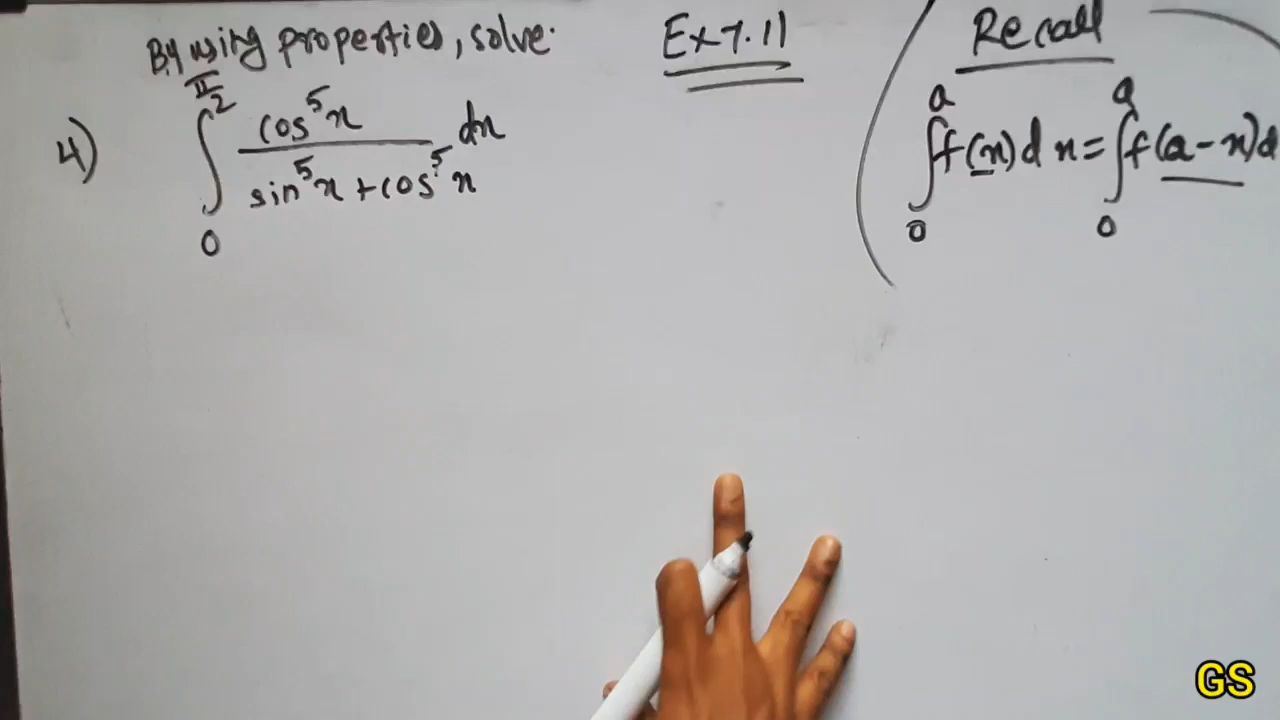 By using properties, solve.
Ex 7.11
4) ∫₀^(π/2) cos⁵x / (sin⁵x + cos⁵x) dx
Recall
∫₀^a f(x)dx = ∫₀^a f(a-x)d
GS